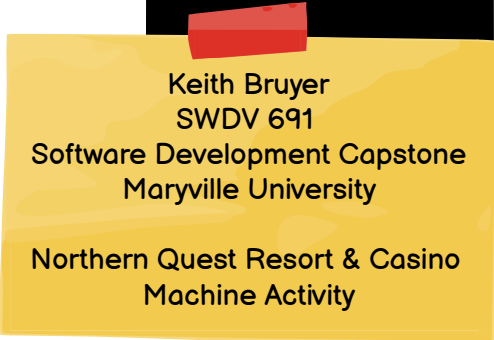 Keith Bruyer
SWDV 691
Software Development Capstone
Maryville University
Northern Quest Resort & Casino
Machine Activity